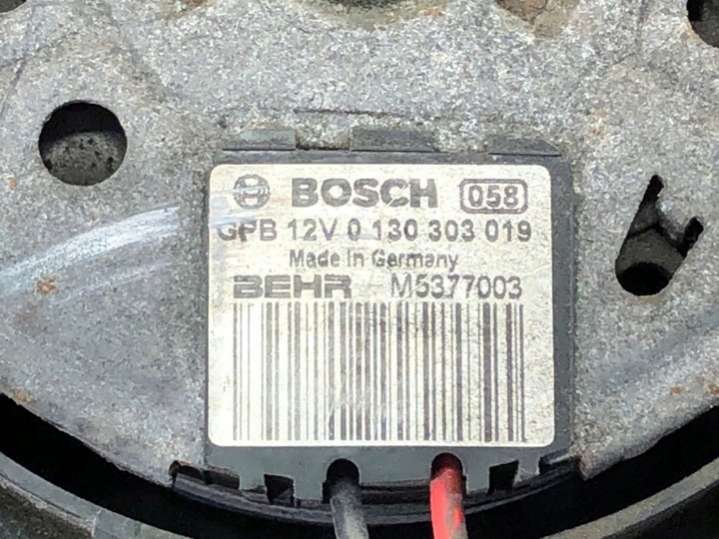 BOSCH 058
GPB 12V 0 130 303 019
Made in Germany
BEHR M5377003